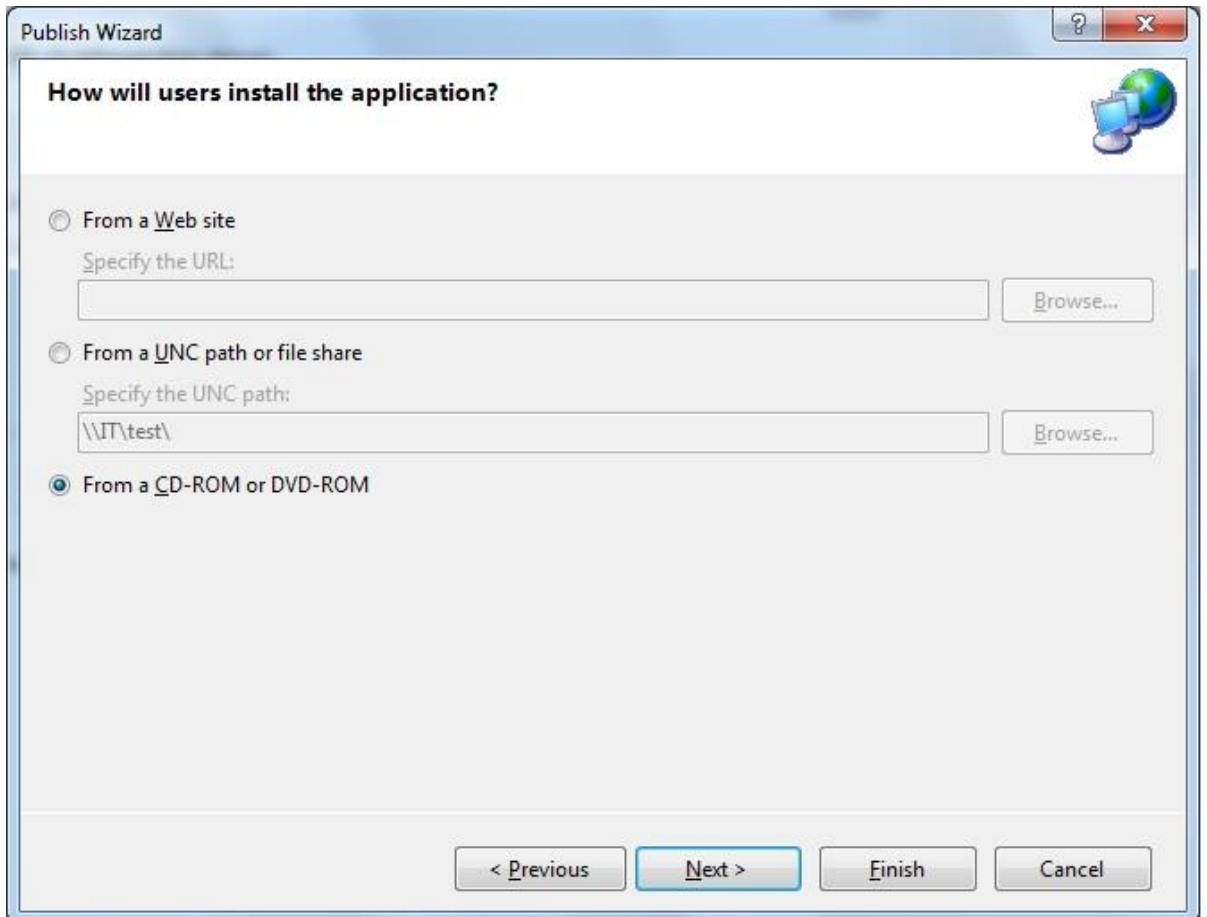 Publish Wizard
How will users install the application?
From a Web site
Specify the URL:
Browse...
From a UNC path or file share
Specify the UNC path:
\\IT\test\
Browse...
From a CD-ROM or DVD-ROM
< Previous Next > Finish Cancel